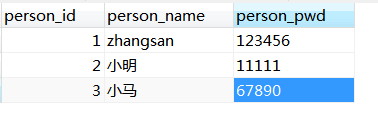 person_id person_name person_pwd
1 zhangsan 123456
2 小明 11111
3 小马 67890